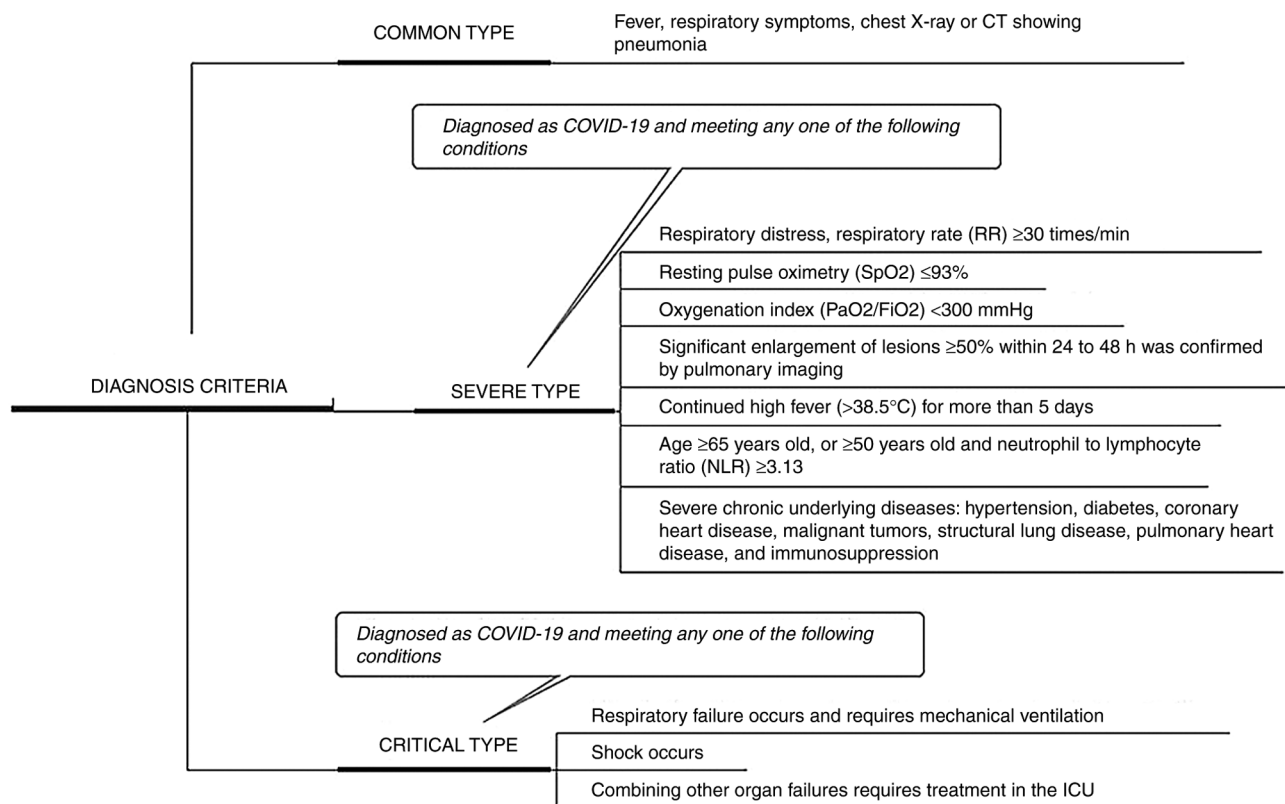 COMMON TYPE
Fever, respiratory symptoms, chest X-ray or CT showing
pneumonia
Diagnosed as COVID-19 and meeting any one of the following
conditions
DIAGNOSIS CRITERIA
SEVERE TYPE
Respiratory distress, respiratory rate (RR) ≥30 times/min
Resting pulse oximetry (SpO2) ≤93%
Oxygenation index (PaO2/FiO2) <300 mmHg
Significant enlargement of lesions ≥50% within 24 to 48 h was confirmed
by pulmonary imaging
Continued high fever (>38.5°C) for more than 5 days
Age ≥65 years old, or ≥50 years old and neutrophil to lymphocyte
ratio (NLR) ≥3.13
Severe chronic underlying diseases: hypertension, diabetes, coronary
heart disease, malignant tumors, structural lung disease, pulmonary heart
disease, and immunosuppression
Diagnosed as COVID-19 and meeting any one of the following
conditions
CRITICAL TYPE
Respiratory failure occurs and requires mechanical ventilation
Shock occurs
Combining other organ failures requires treatment in the ICU